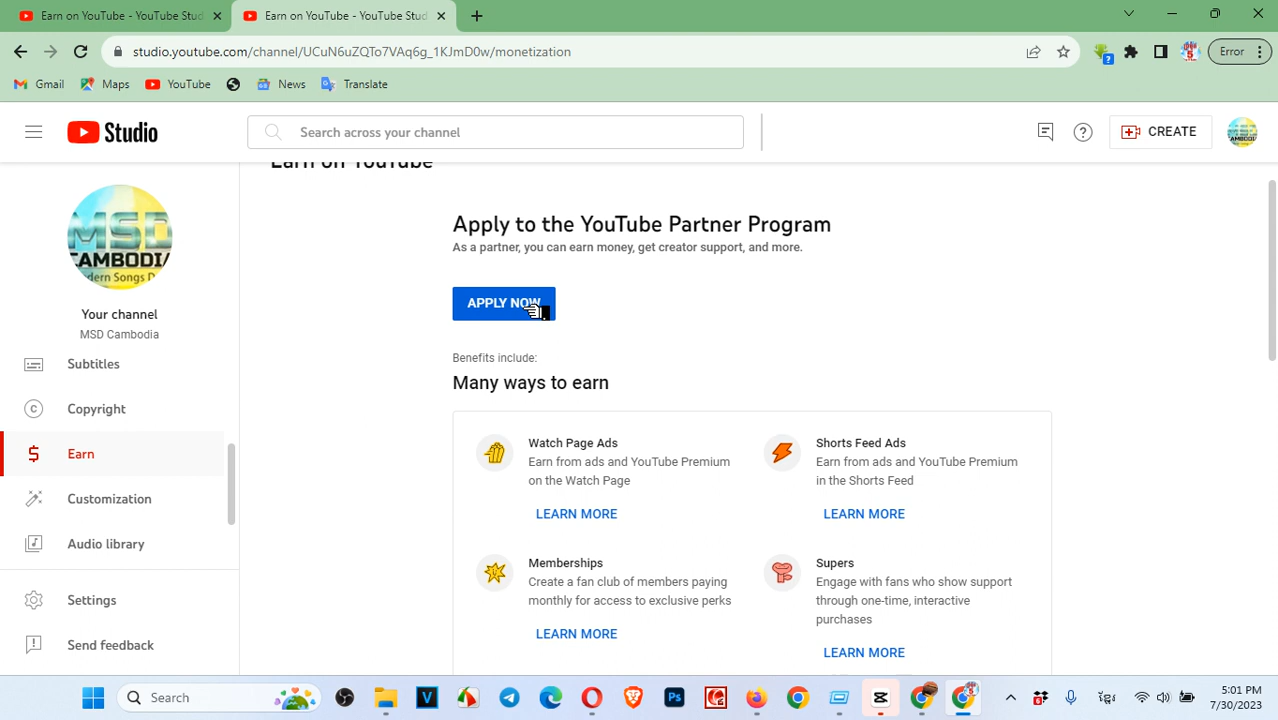 Earn on YouTube - YouTube Stud
Earn on YouTube - YouTube Stud
studio.youtube.com/channel/UCuN6uZQTo7VAq6g_1KJmD0w/monetization
Error
Gmail
Maps
YouTube
News
Translate
Studio
Search across your channel
CREATE
Earn on YouTube
MSD
CAMBODIA
Your channel
MSD Cambodia
Subtitles
Copyright
Earn
Customization
Audio library
Settings
Send feedback
Apply to the YouTube Partner Program
As a partner, you can earn money, get creator support, and more.
APPLY NOW
Benefits include:
Many ways to earn
Watch Page Ads
Earn from ads and YouTube Premium
on the Watch Page
LEARN MORE
Shorts Feed Ads
Earn from ads and YouTube Premium
in the Shorts Feed
LEARN MORE
Memberships
Create a fan club of members paying
monthly for access to exclusive perks
LEARN MORE
Supers
Engage with fans who show support
through one-time, interactive
purchases
LEARN MORE
Search
Ps
ខ្មែរ
5:01 PM
7/30/2023